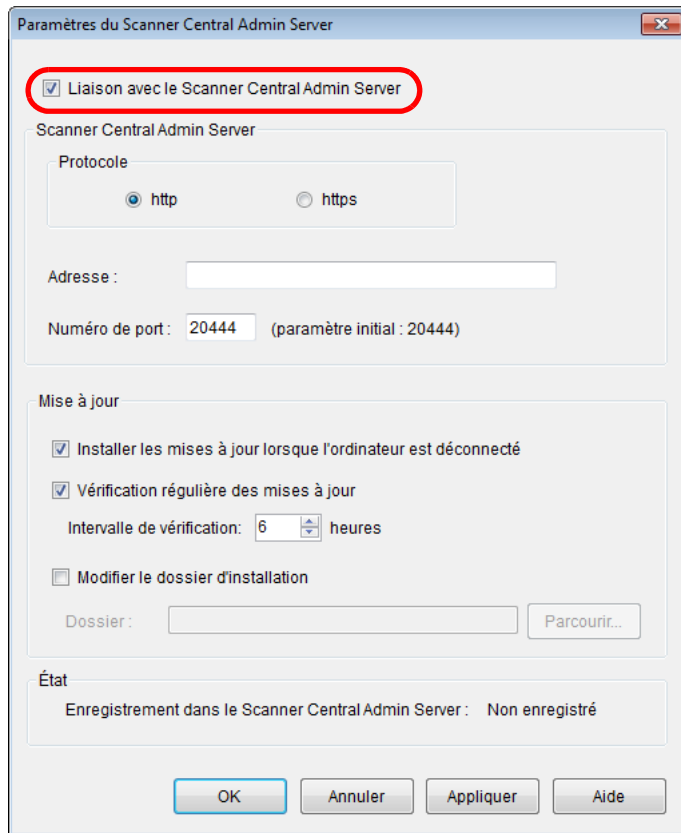 Paramètres du Scanner Central Admin Server
Liaison avec le Scanner Central Admin Server
Scanner Central Admin Server
Protocole
http https
Adresse :
Numéro de port : 20444 (paramètre initial : 20444)
Mise à jour
Installer les mises à jour lorsque l'ordinateur est déconnecté
Vérification régulière des mises à jour
Intervalle de vérification: 6 heures
Modifier le dossier d'installation
Dossier : Parcourir...
État
Enregistrement dans le Scanner Central Admin Server : Non enregistré
OK Annuler Appliquer Aide